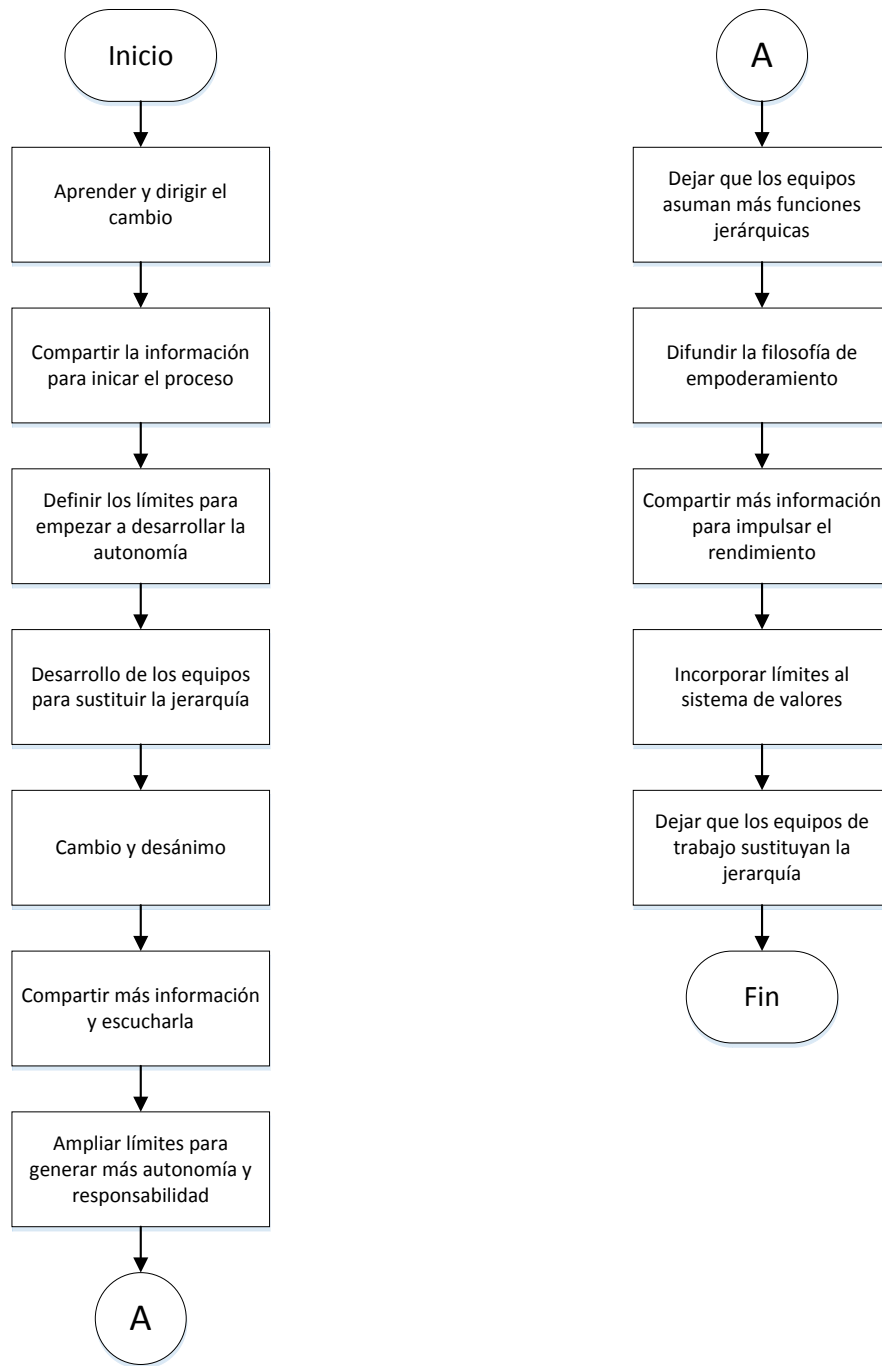 Inicio
Aprender y dirigir el
cambio
Compartir la información
para inicar el proceso
Definir los límites para
empezar a desarrollar la
autonomía
Desarrollo de los equipos
para sustituir la jerarquía
Cambio y desánimo
Compartir más información
y escucharla
Ampliar límites para
generar más autonomía y
responsabilidad
A
A
Dejar que los equipos
asuman más funciones
jerárquicas
Difundir la filosofía de
empoderamiento
Compartir más información
para impulsar el
rendimiento
Incorporar límites al
sistema de valores
Dejar que los equipos de
trabajo sustituyan la
jerarquía
Fin